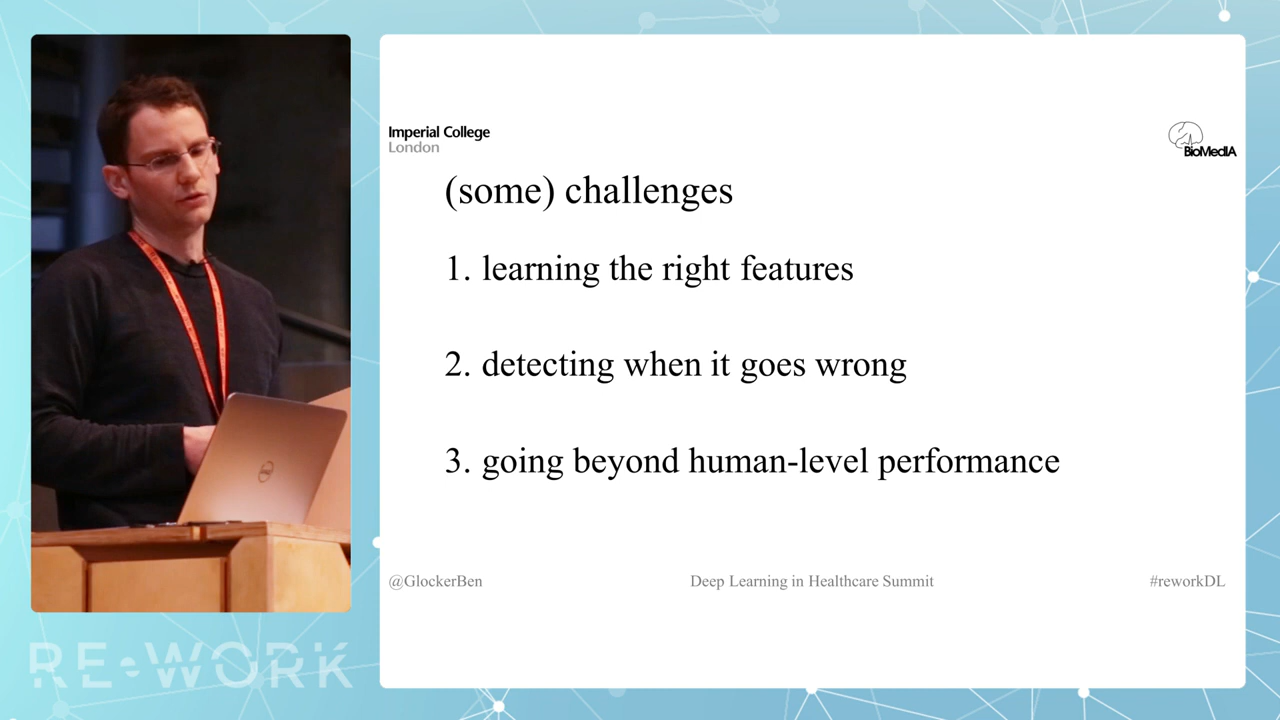 Imperial College
London
BioMedIA
(some) challenges
1. learning the right features
2. detecting when it goes wrong
3. going beyond human-level performance
@GlockerBen
Deep Learning in Healthcare Summit
#reworkDL
RE•WORK
DELL